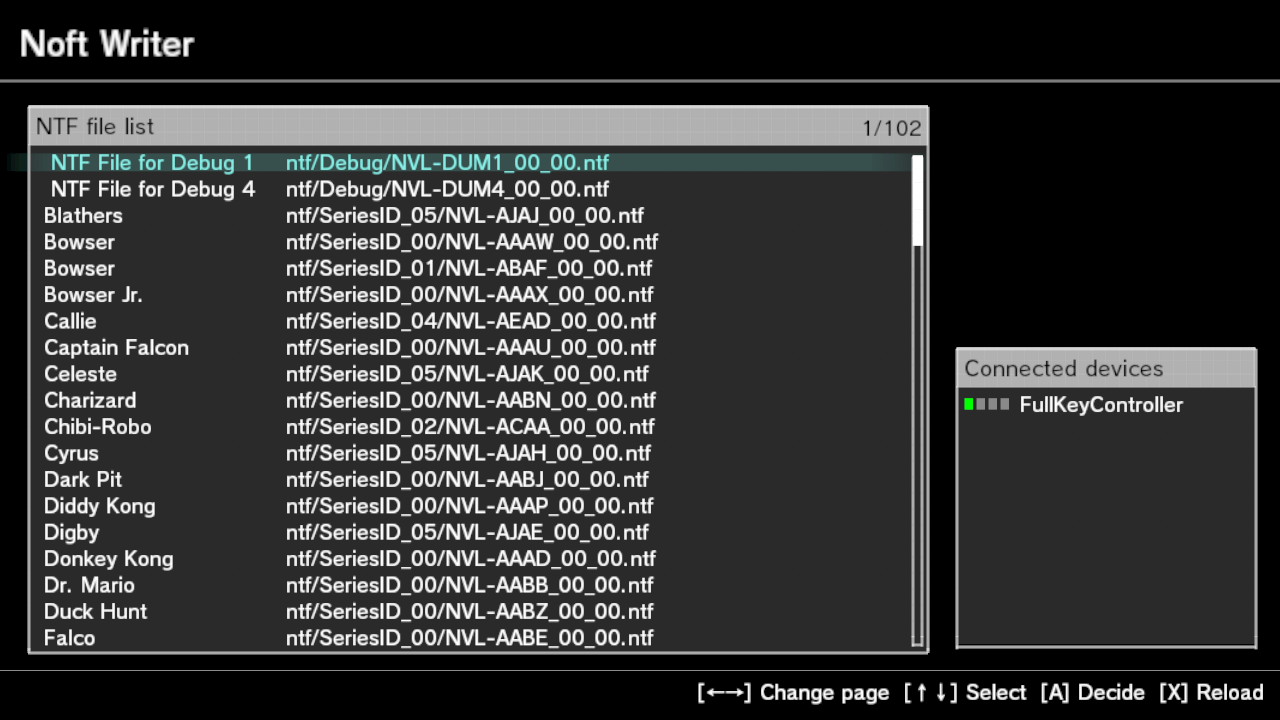 Noft Writer
NTF file list 1/102
NTF File for Debug 1 ntf/Debug/NVL-DUM1_00_00.ntf
NTF File for Debug 4 ntf/Debug/NVL-DUM4_00_00.ntf
Blathers ntf/SeriesID_05/NVL-AJAJ_00_00.ntf
Bowser ntf/SeriesID_00/NVL-AAAW_00_00.ntf
Bowser ntf/SeriesID_01/NVL-ABAF_00_00.ntf
Bowser Jr. ntf/SeriesID_00/NVL-AAAX_00_00.ntf
Callie ntf/SeriesID_04/NVL-AEAD_00_00.ntf
Captain Falcon ntf/SeriesID_00/NVL-AAAU_00_00.ntf
Celeste ntf/SeriesID_05/NVL-AJAK_00_00.ntf
Charizard ntf/SeriesID_00/NVL-AABN_00_00.ntf
Chibi-Robo ntf/SeriesID_02/NVL-ACAA_00_00.ntf
Cyrus ntf/SeriesID_05/NVL-AJAH_00_00.ntf
Dark Pit ntf/SeriesID_00/NVL-AABJ_00_00.ntf
Diddy Kong ntf/SeriesID_00/NVL-AAAP_00_00.ntf
Digby ntf/SeriesID_05/NVL-AJAE_00_00.ntf
Donkey Kong ntf/SeriesID_00/NVL-AAAD_00_00.ntf
Dr. Mario ntf/SeriesID_00/NVL-AABB_00_00.ntf
Duck Hunt ntf/SeriesID_00/NVL-AABZ_00_00.ntf
Falco ntf/SeriesID_00/NVL-AABE_00_00.ntf
Connected devices
FullKeyController
[←→] Change page [↑↓] Select [A] Decide [X] Reload